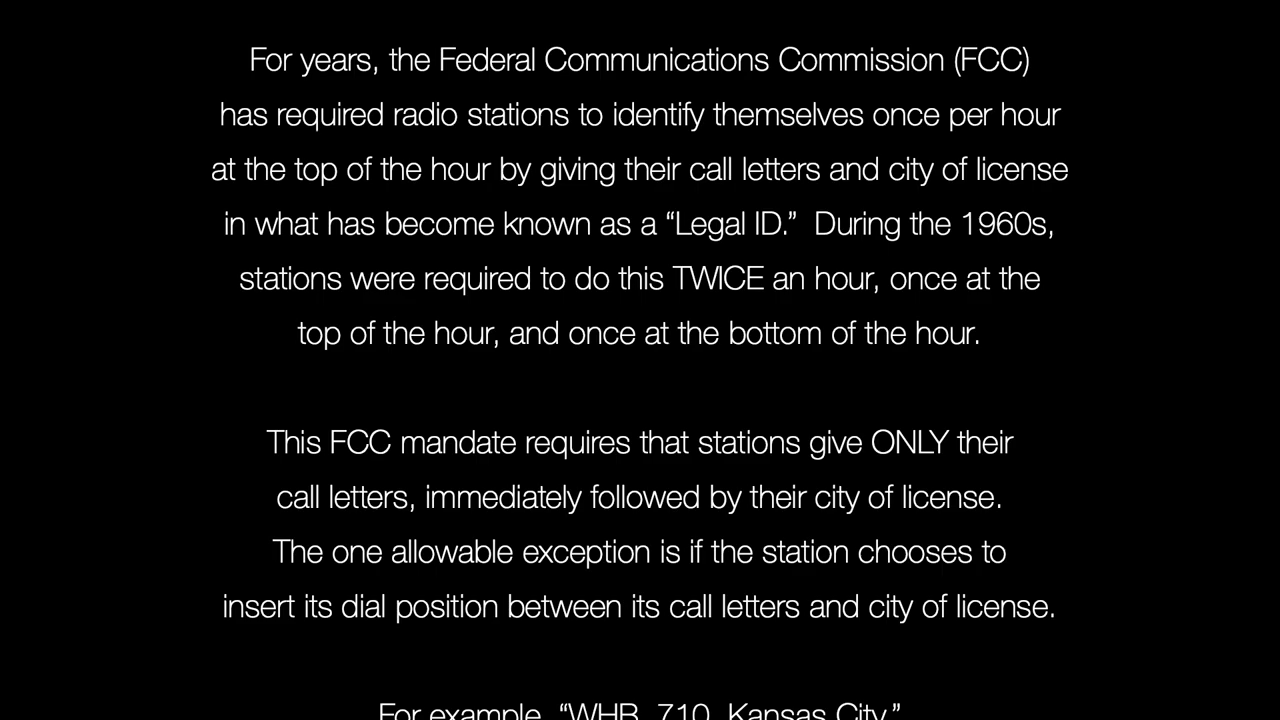 For years, the Federal Communications Commission (FCC)
has required radio stations to identify themselves once per hour
at the top of the hour by giving their call letters and city of license
in what has become known as a “Legal ID.”  During the 1960s,
stations were required to do this TWICE an hour, once at the
top of the hour, and once at the bottom of the hour.
This FCC mandate requires that stations give ONLY their
call letters, immediately followed by their city of license.
The one allowable exception is if the station chooses to
insert its dial position between its call letters and city of license.
For example, “WHB, 710, Kansas City.”